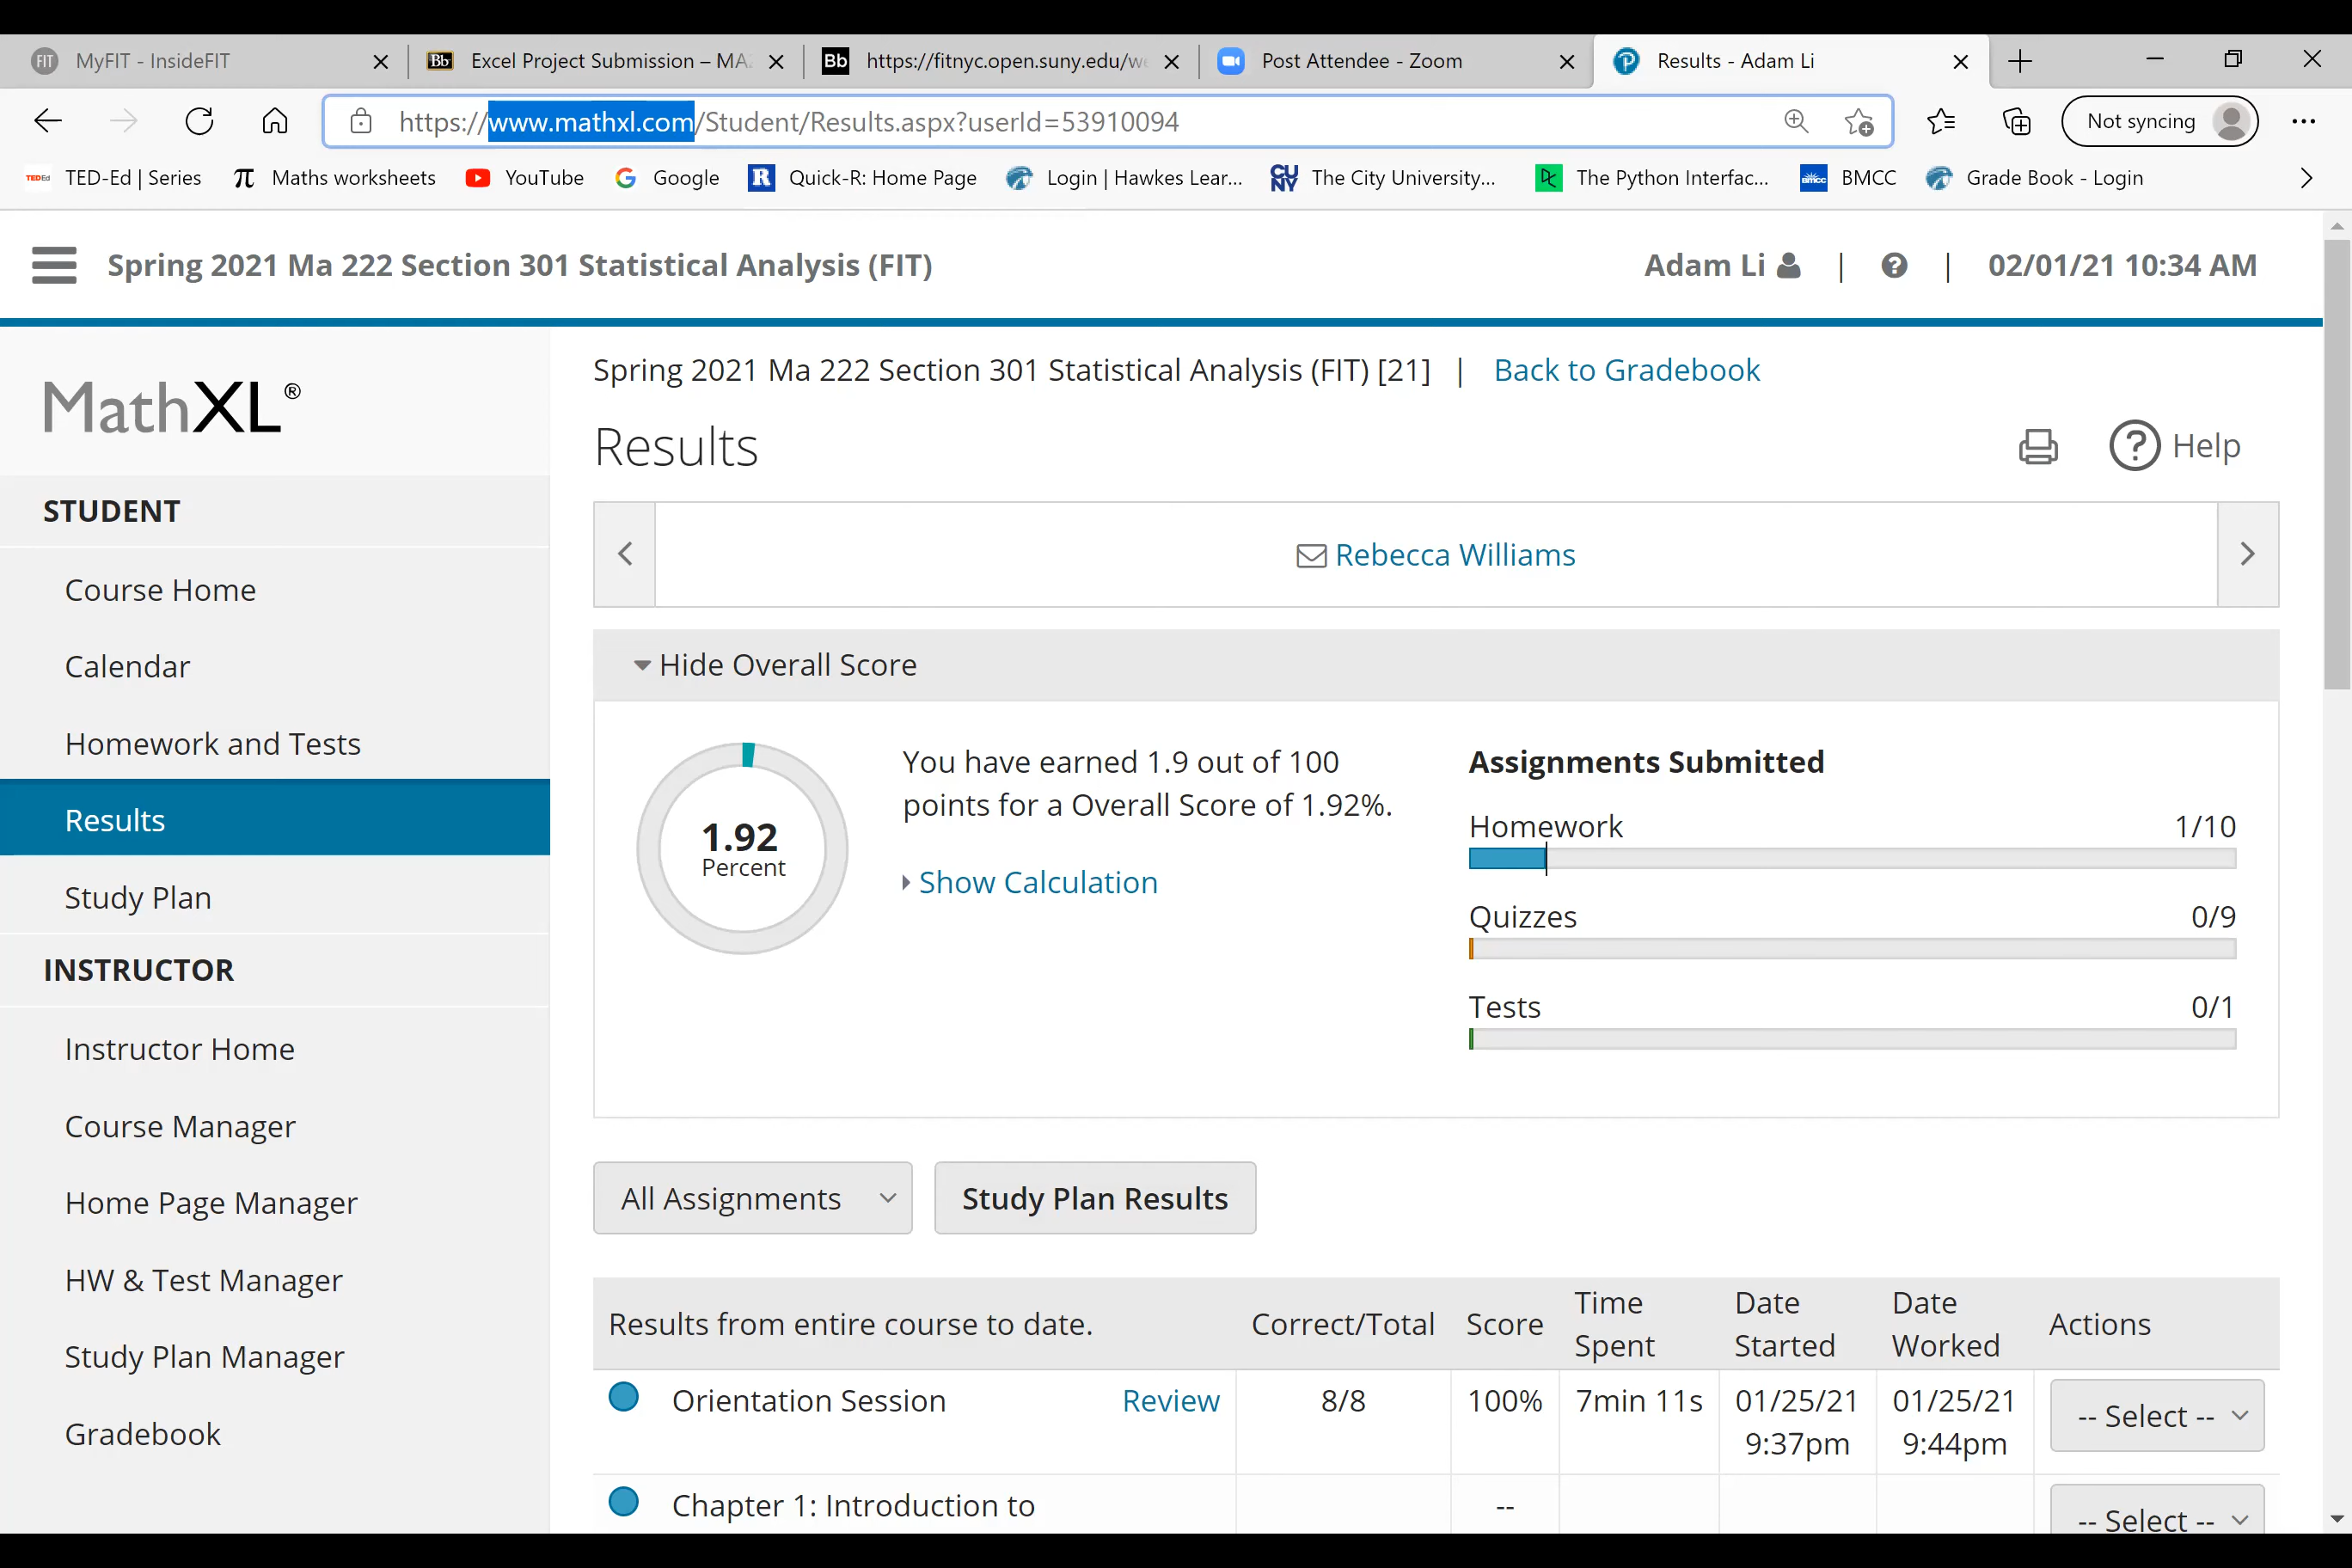 FIT MyFIT - InsideFIT
Bb Excel Project Submission – MA
Bb https://fitnyc.open.suny.edu/we
Post Attendee - Zoom
Results - Adam Li
https://www.mathxl.com/Student/Results.aspx?userId=53910094
Not syncing
TED-Ed | Series
Maths worksheets
YouTube
Google
R Quick-R: Home Page
Login | Hawkes Lear...
CUNY The City University...
The Python Interfac...
BMCC BMCC
Grade Book - Login
Spring 2021 Ma 222 Section 301 Statistical Analysis (FIT)
Adam Li | ? | 02/01/21 10:34 AM
MathXL®
STUDENT
Course Home
Calendar
Homework and Tests
Results
Study Plan
INSTRUCTOR
Instructor Home
Course Manager
Home Page Manager
HW & Test Manager
Study Plan Manager
Gradebook
Spring 2021 Ma 222 Section 301 Statistical Analysis (FIT) [21] | Back to Gradebook
Results
? Help
Rebecca Williams
Hide Overall Score
1.92
Percent
You have earned 1.9 out of 100
points for a Overall Score of 1.92%.
Show Calculation
Assignments Submitted
Homework 1/10
Quizzes 0/9
Tests 0/1
All Assignments
Study Plan Results
Results from entire course to date. Correct/Total Score Time Spent Date Started Date Worked Actions
Orientation Session Review 8/8 100% 7min 11s 01/25/21 01/25/21 -- Select --
9:37pm 9:44pm
Chapter 1: Introduction to -- -- Select --